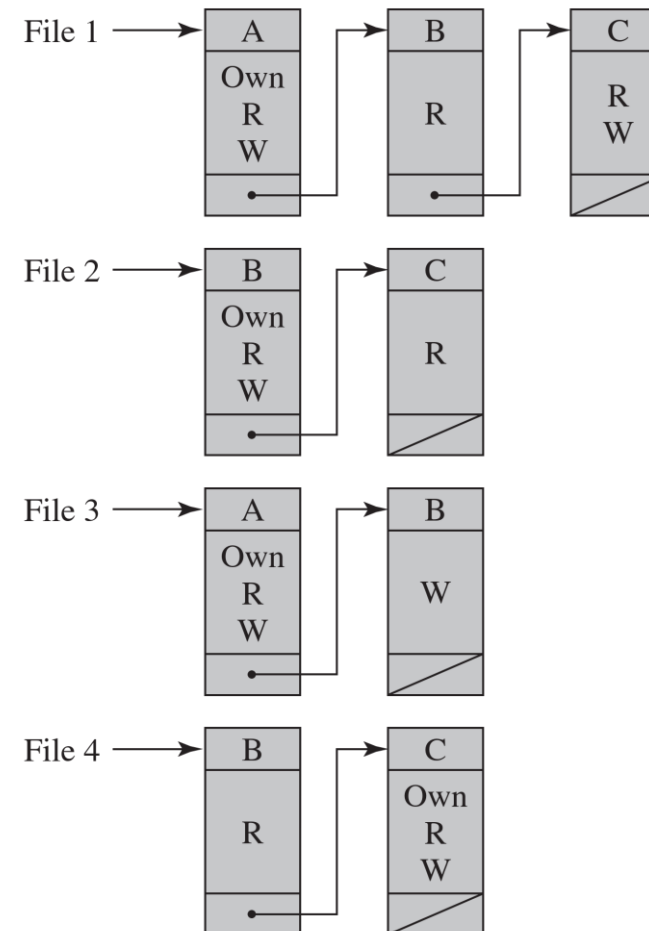 File 1 A B C
Own R R
R W
W
File 2 B C
Own R
R
W
File 3 A B
Own W
R
W
File 4 B C
R Own
R
W